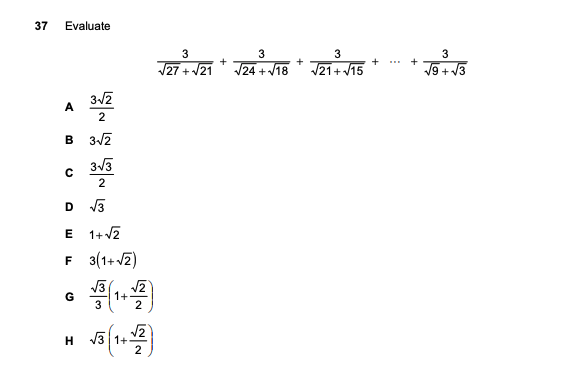 37 Evaluate
3/(√27 + √21) + 3/(√24 + √18) + 3/(√21 + √15) + ... + 3/(√9 + √3)
A 3√2/2
B 3√2
C 3√3/2
D √3
E 1+√2
F 3(1+√2)
G √3/3 (1+√2/2)
H √3 (1+√2/2)